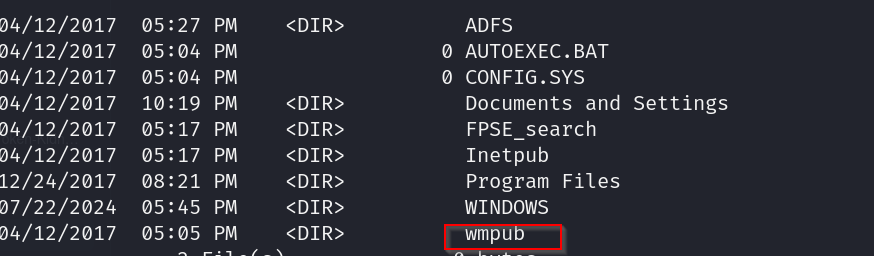 04/12/2017 05:27 PM <DIR> ADFS
04/12/2017 05:04 PM 0 AUTOEXEC.BAT
04/12/2017 05:04 PM 0 CONFIG.SYS
04/12/2017 10:19 PM <DIR> Documents and Settings
04/12/2017 05:17 PM <DIR> FPSE_search
04/12/2017 05:17 PM <DIR> Inetpub
12/24/2017 08:21 PM <DIR> Program Files
07/22/2024 05:45 PM <DIR> WINDOWS
04/12/2017 05:05 PM <DIR> wmpub
2 File(s) 0 bytes